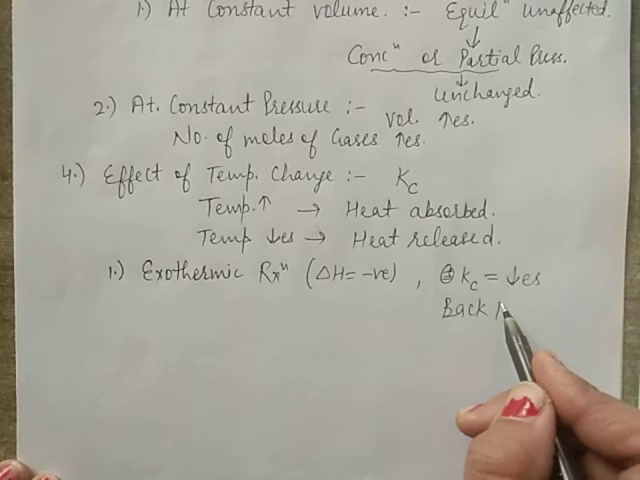 1.) At Constant volume. :- Equilⁿ unaffected.
↓
Concⁿ or Partial Press.
↓
Unchanged.
2.) At. Constant Pressure :- Vol. ↑es.
No. of moles of Gases ↑es.
4.) Effect of Temp. Change :- Kc
Temp.↑ → Heat absorbed.
Temp ↓es → Heat released.
1.) Exothermic Rxⁿ (ΔH = -ve) , Kc = ↓es
Back